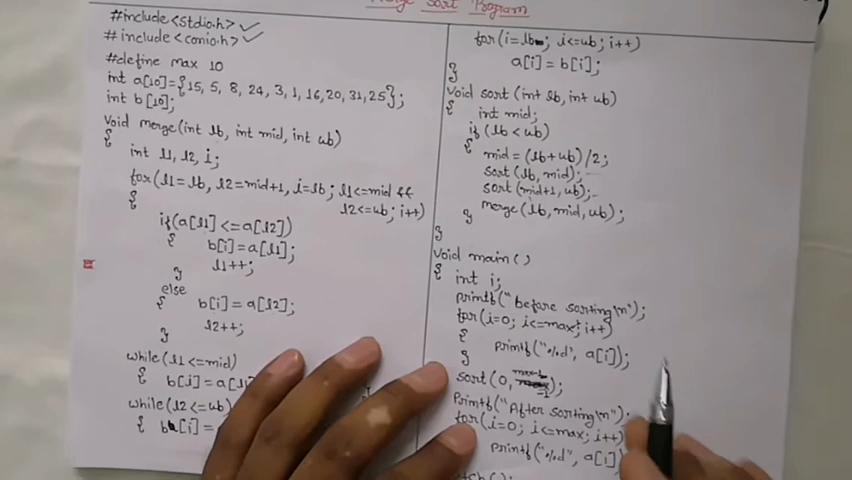 Merge Sort Program
#include<stdio.h>
#include<conio.h>
#define max 10
int a[10]={15, 5, 8, 24, 3, 1, 16, 20, 31, 25};
int b[10];
void merge(int lb, int mid, int ub)
{
int l1, l2, i;
for(l1=lb, l2=mid+1, i=lb; l1<=mid &&
l2<=ub; i++)
{
if(a[l1]<=a[l2])
{
b[i]=a[l1];
l1++;
}
else
{
b[i]=a[l2];
l2++;
}
while(l1<=mid)
{ b[i]=a[l1
while(l2<=ub)
{ b[i]=
for(i=lb; i<=ub; i++)
a[i]=b[i];
}
void sort(int lb, int ub)
{
int mid;
if(lb<ub)
{
mid=(lb+ub)/2;
sort(lb, mid);
sort(mid+1, ub);
merge(lb, mid, ub);
}
}
void main()
{
int i;
printf("before sorting\n");
for(i=0; i<=max; i++)
{
printf("%d", a[i]);
}
sort(0,
printf("After sorting\n");
for(i=0; i<=max; i++)
printf("%d", a[i]